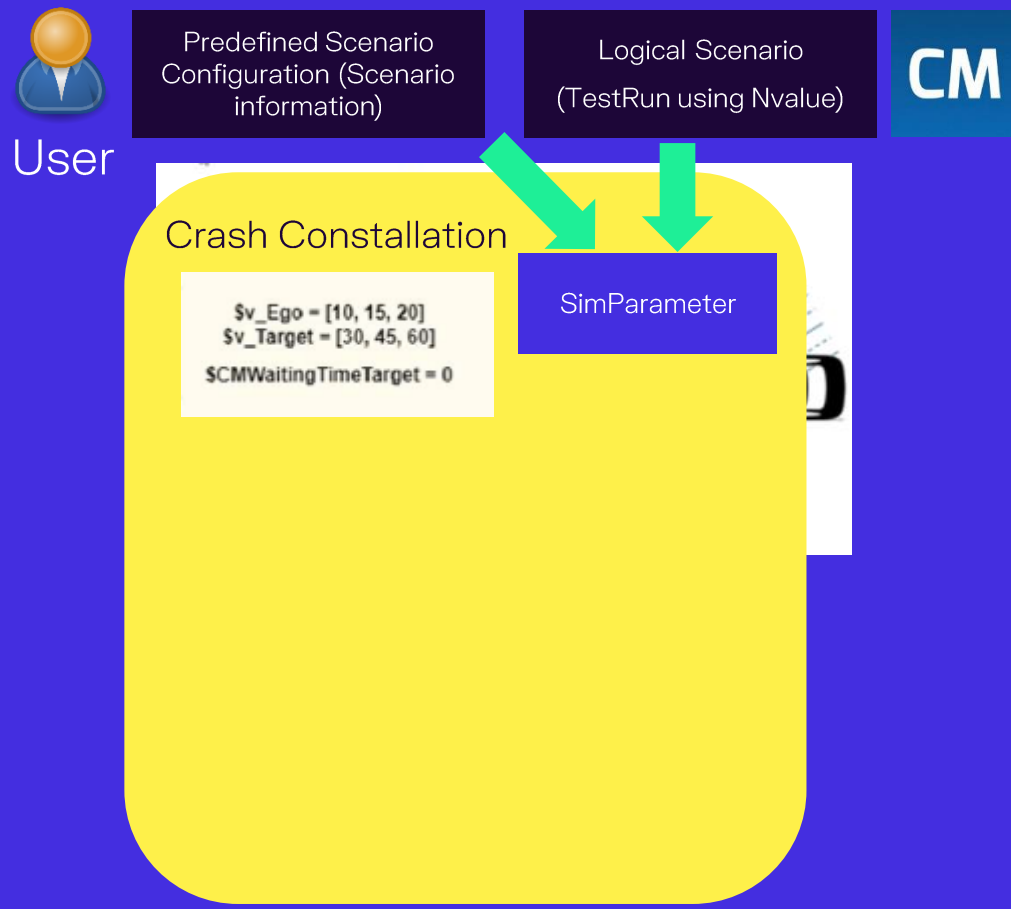 Predefined Scenario
Configuration (Scenario
information)
Logical Scenario
(TestRun using Nvalue)
CM
User
Crash Constallation
$v_Ego = [10, 15, 20]
$v_Target = [30, 45, 60]
$CMWaitingTimeTarget = 0
SimParameter